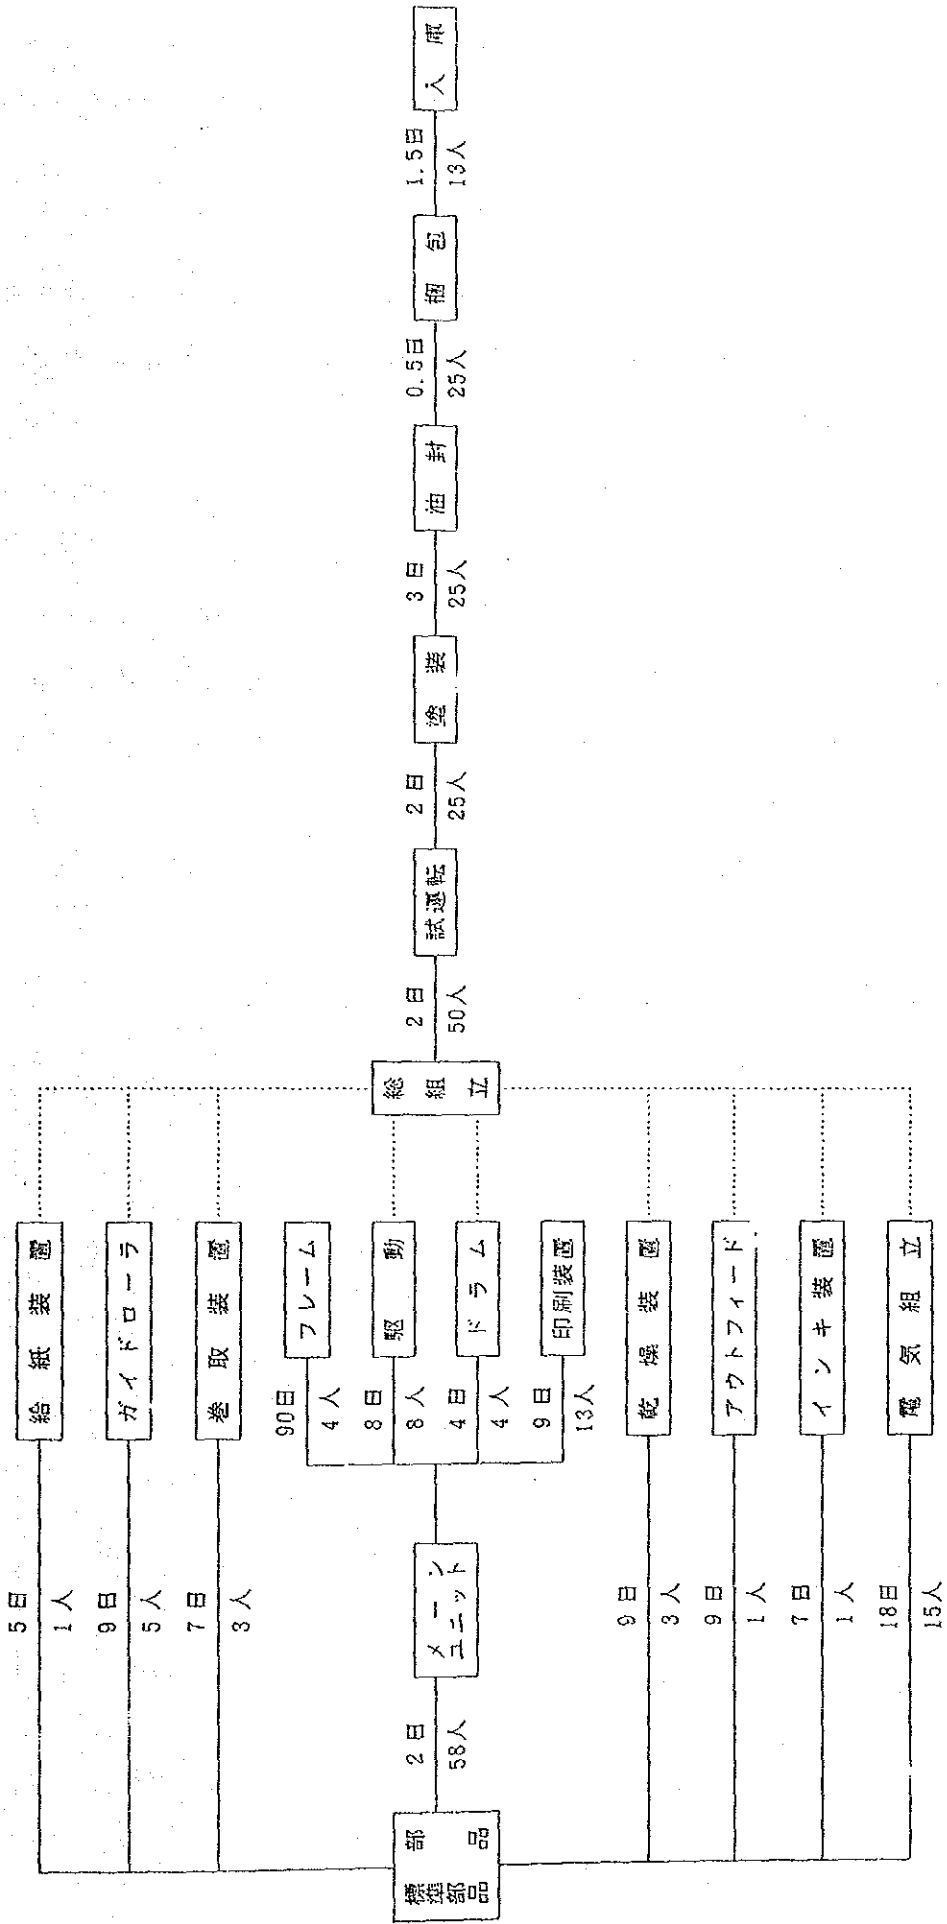 部品
標準部品
5日
1人
給紙装置
9日
5人
ガイドローラ
7日
3人
巻取装置
2日
58人
メーン
ユニット
90日
4人
フレーム
8日
8人
駆動
4日
4人
ドラム
9日
13人
印刷装置
9日
3人
乾燥装置
9日
1人
アウトフィード
7日
1人
インキ装置
18日
15人
電気組立
総組立
2日
50人
試運転
2日
25人
塗装
3日
25人
油封
0.5日
25人
梱包
1.5日
13人
入庫